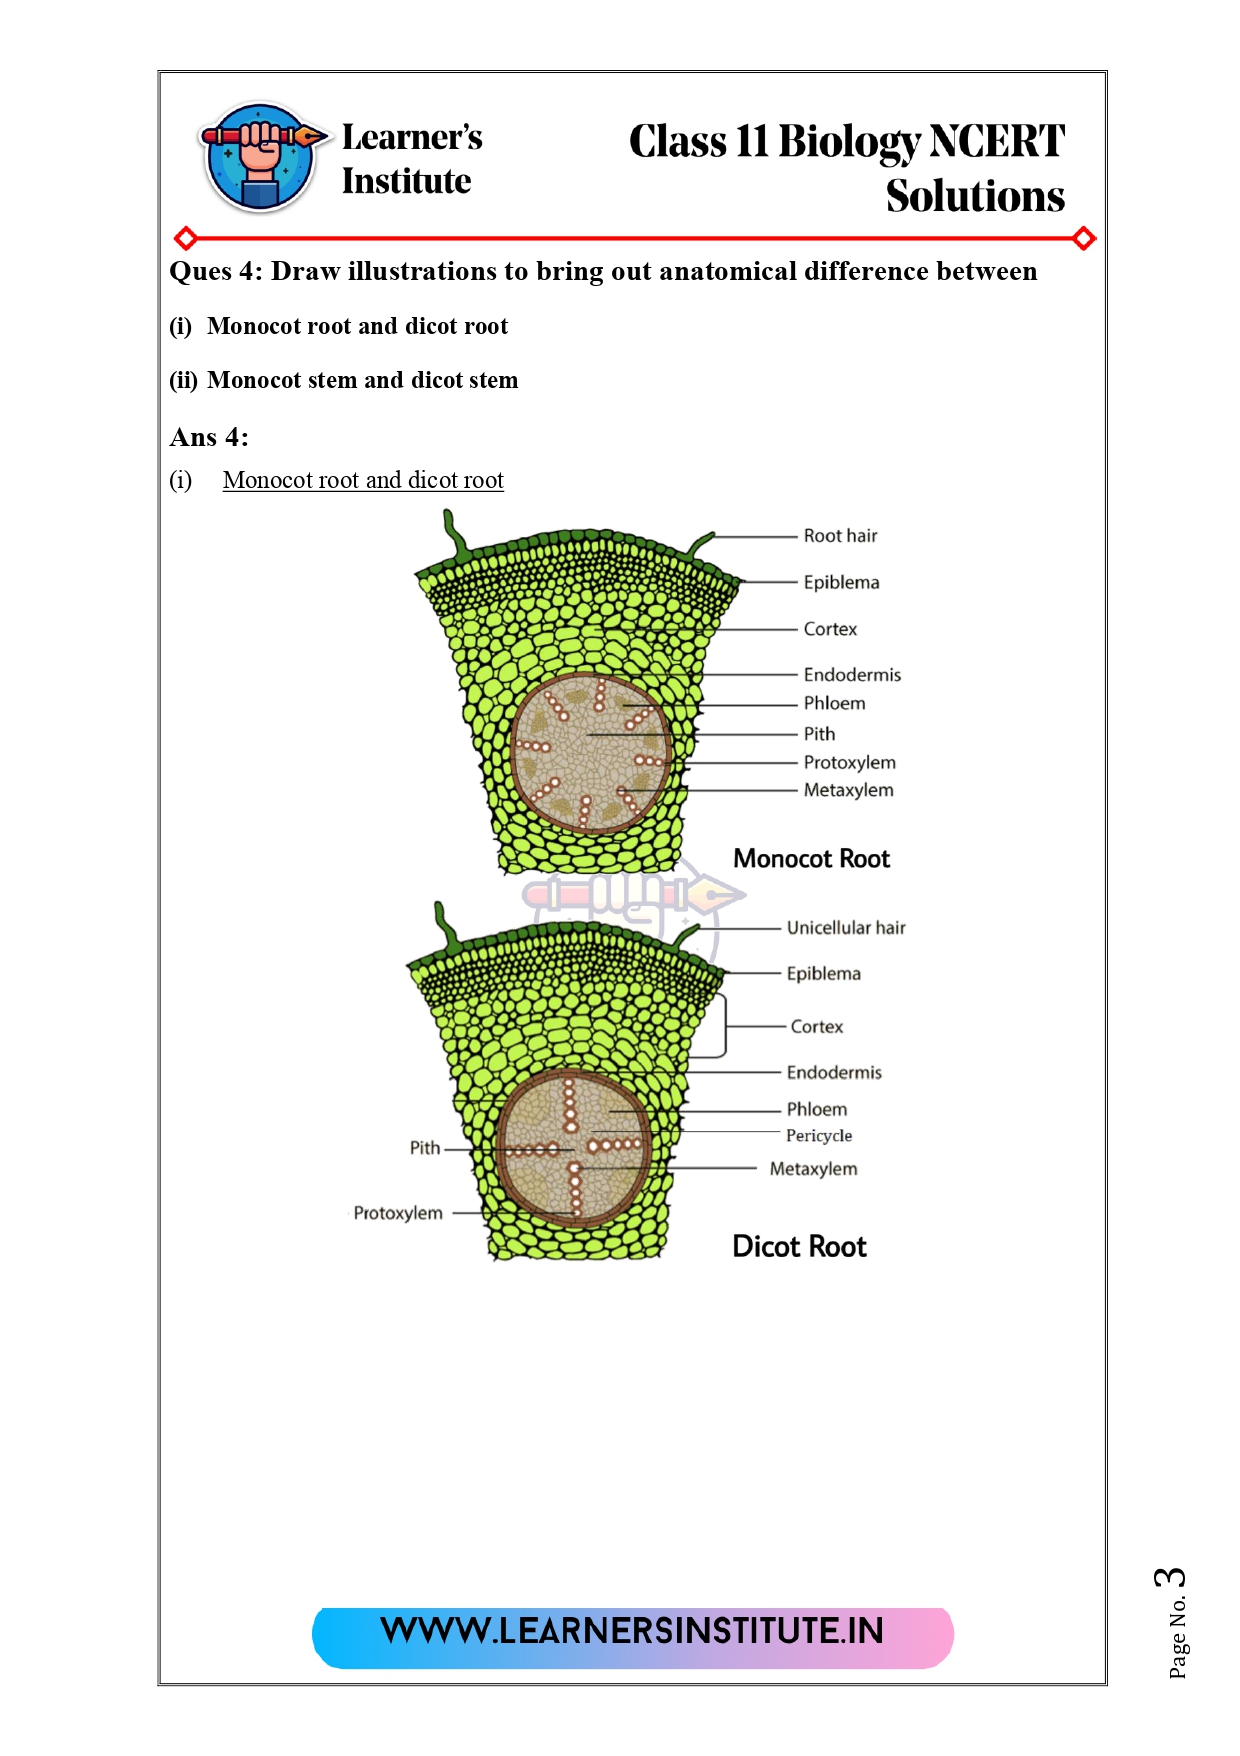 Learner's
Institute
Class 11 Biology NCERT
Solutions
Ques 4: Draw illustrations to bring out anatomical difference between
(i) Monocot root and dicot root
(ii) Monocot stem and dicot stem
Ans 4:
(i) Monocot root and dicot root
Root hair
Epiblema
Cortex
Endodermis
Phloem
Pith
Protoxylem
Metaxylem
Monocot Root
Unicellular hair
Epiblema
Cortex
Endodermis
Phloem
Pericycle
Pith
Metaxylem
Protoxylem
Dicot Root
WWW.LEARNERSINSTITUTE.IN
Page No. 3